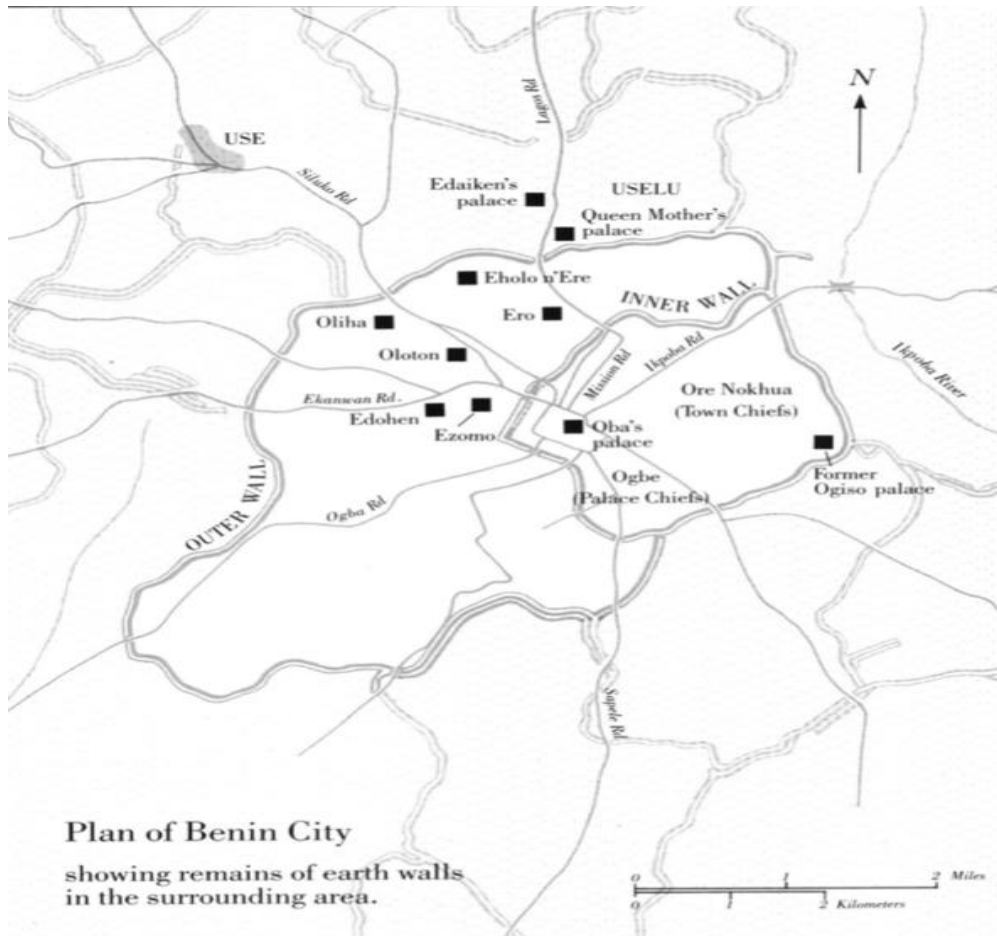 N
USE
Lagos Rd
Siluko Rd
Edaiken's
palace
USELU
Queen Mother's
palace
Eholo n'Ere
INNER WALL
Oliha
Ero
Oloton
Mission Rd
Ikpoba Rd
Ikpoba River
Ekanwan Rd.
Ore Nokhua
(Town Chiefs)
Edohen
Ezomo
Oba's
palace
Former
Ogiso palace
Ogbe
(Palace Chiefs)
OUTER WALL
Ogba Rd
Sapele Rd
Plan of Benin City
showing remains of earth walls
in the surrounding area.
0 1 2 Miles
0 1 2 Kilometers